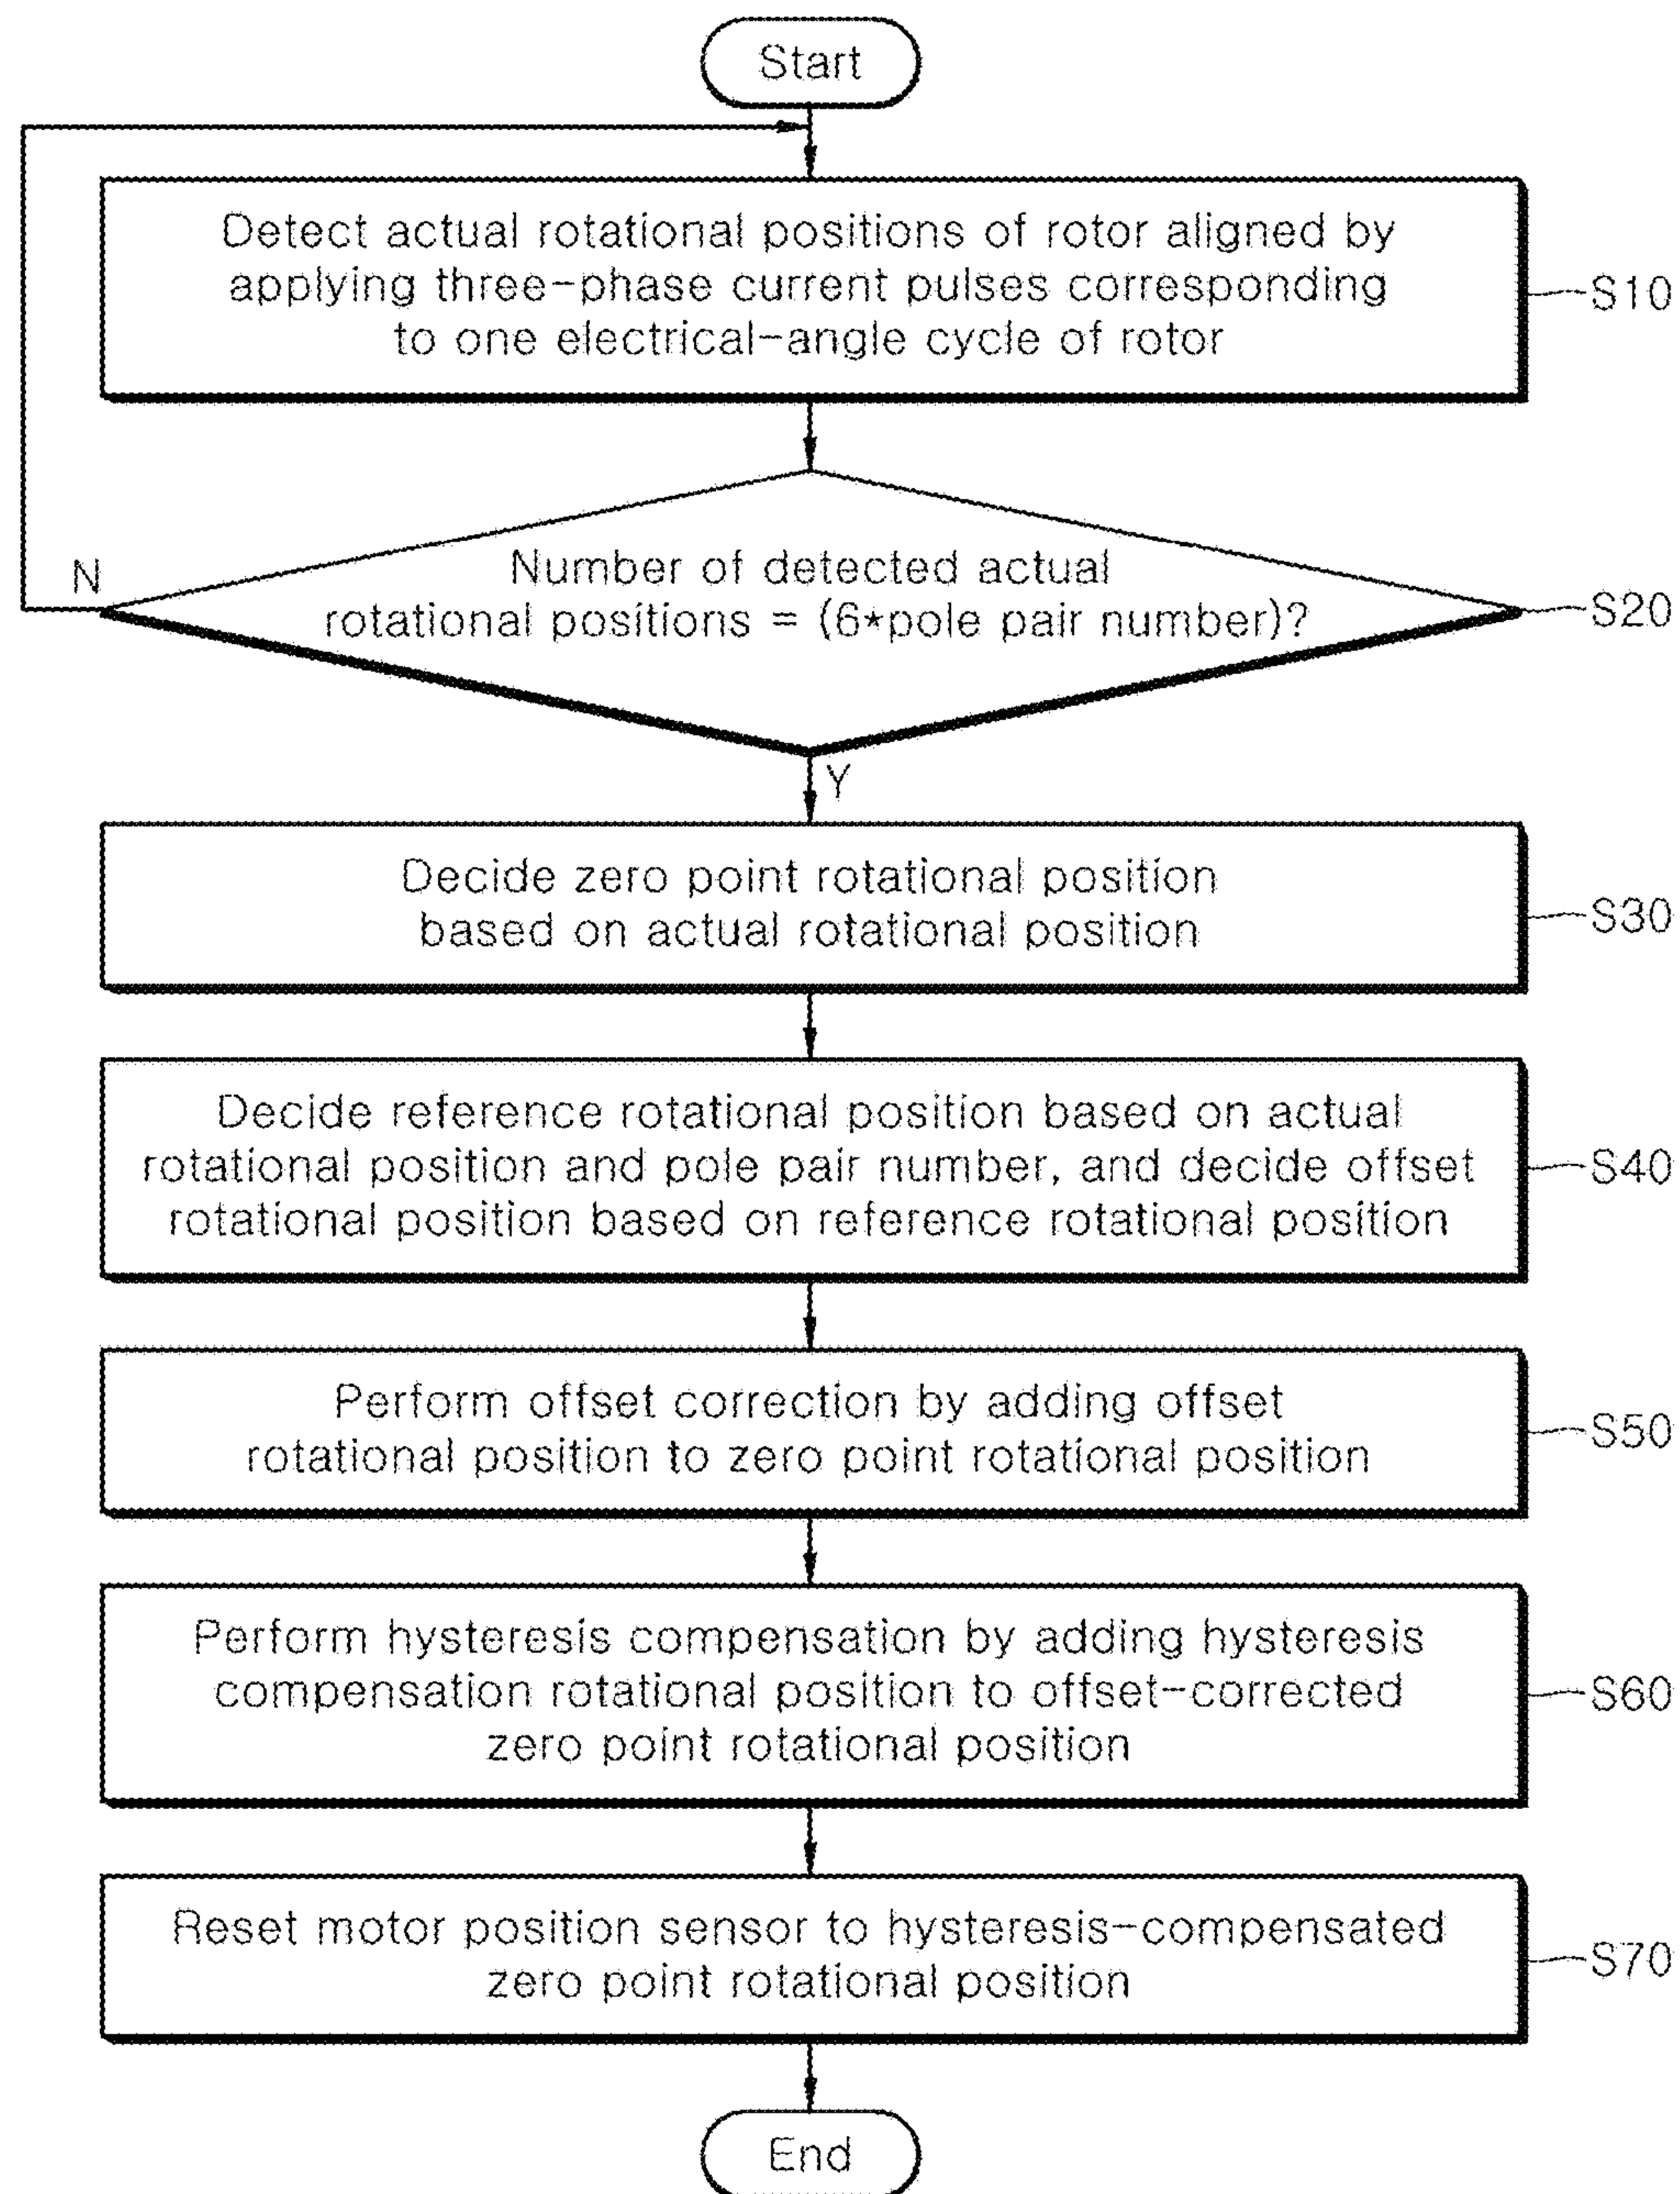 Start
Detect actual rotational positions of rotor aligned by
applying three-phase current pulses corresponding
to one electrical-angle cycle of rotor
S10
N
Number of detected actual
rotational positions = (6*pole pair number)?
S20
Y
Decide zero point rotational position
based on actual rotational position
S30
Decide reference rotational position based on actual
rotational position and pole pair number, and decide offset
rotational position based on reference rotational position
S40
Perform offset correction by adding offset
rotational position to zero point rotational position
S50
Perform hysteresis compensation by adding hysteresis
compensation rotational position to offset-corrected
zero point rotational position
S60
Reset motor position sensor to hysteresis-compensated
zero point rotational position
S70
End